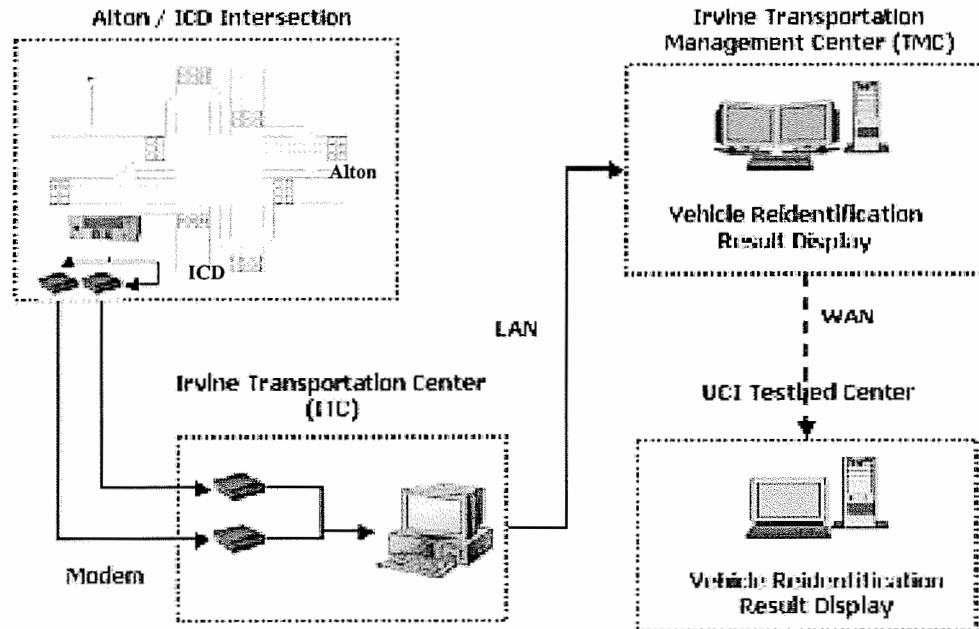 Alton / ICD Intersection
Alton
ICD
Irvine Transportation
Management Center (TMC)
Vehicle Reidentification
Result Display
LAN
WAN
Irvine Transportation Center
(ITC)
UCI Testbed Center
Modem
Vehicle Reidentification
Result Display